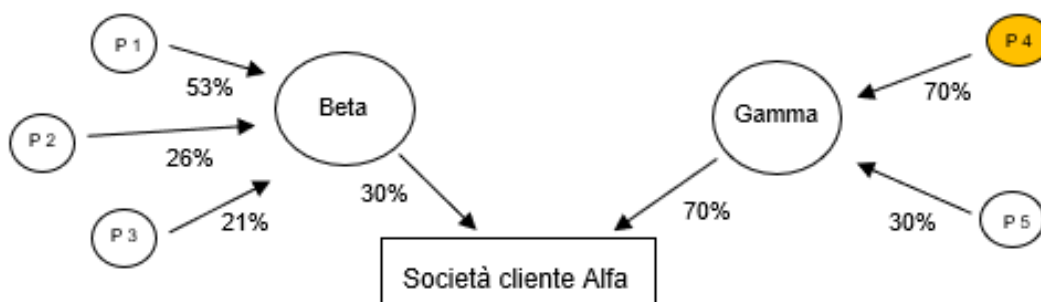 P 1
53%
Beta
P 2
26%
P 3
21%
30%
P 4
70%
Gamma
P 5
30%
70%
Società cliente Alfa